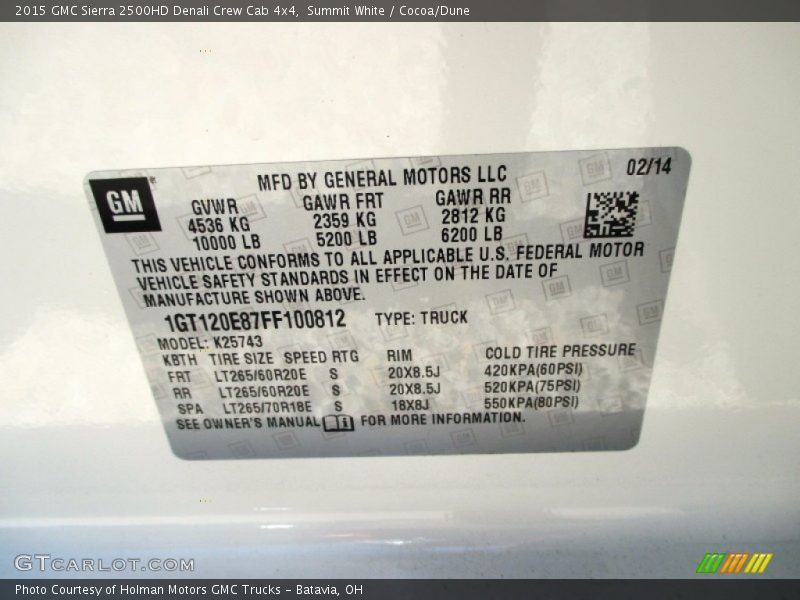 2015 GMC Sierra 2500HD Denali Crew Cab 4x4, Summit White / Cocoa/Dune
GM
MFD BY GENERAL MOTORS LLC 02/14
GVWR GAWR FRT GAWR RR
4536 KG 2359 KG 2812 KG
10000 LB 5200 LB 6200 LB
THIS VEHICLE CONFORMS TO ALL APPLICABLE U.S. FEDERAL MOTOR
VEHICLE SAFETY STANDARDS IN EFFECT ON THE DATE OF
MANUFACTURE SHOWN ABOVE.
1GT120E87FF100812 TYPE: TRUCK
MODEL: K25743
KBTH TIRE SIZE SPEED RTG RIM COLD TIRE PRESSURE
FRT LT265/60R20E S 20X8.5J 420KPA(60PSI)
RR LT265/60R20E S 20X8.5J 520KPA(75PSI)
SPA LT265/70R18E S 18X8J 550KPA(80PSI)
SEE OWNER'S MANUAL FOR MORE INFORMATION.
GTCARLOT.COM
Photo Courtesy of Holman Motors GMC Trucks - Batavia, OH